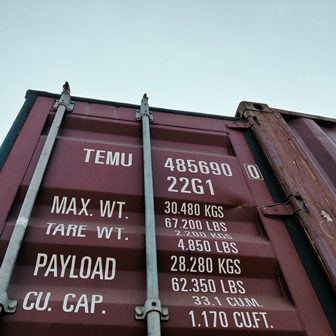 TEMU 485690 0
22G1
MAX. WT. 30.480 KGS
67.200 LBS
TARE WT. 2.200 KGS
4.850 LBS
PAYLOAD 28.280 KGS
62.350 LBS
CU. CAP. 33.1 CU.M.
1.170 CU.FT.